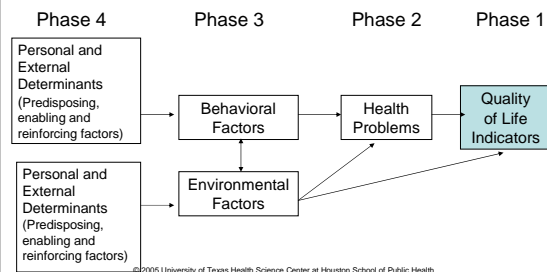 Phase 4
Phase 3
Phase 2
Phase 1
Personal and
External
Determinants
(Predisposing,
enabling and
reinforcing factors)
Behavioral
Factors
Health
Problems
Quality
of Life
Indicators
Personal and
External
Determinants
(Predisposing,
enabling and
reinforcing factors)
Environmental
Factors
©2005 University of Texas Health Science Center at Houston School of Public Health